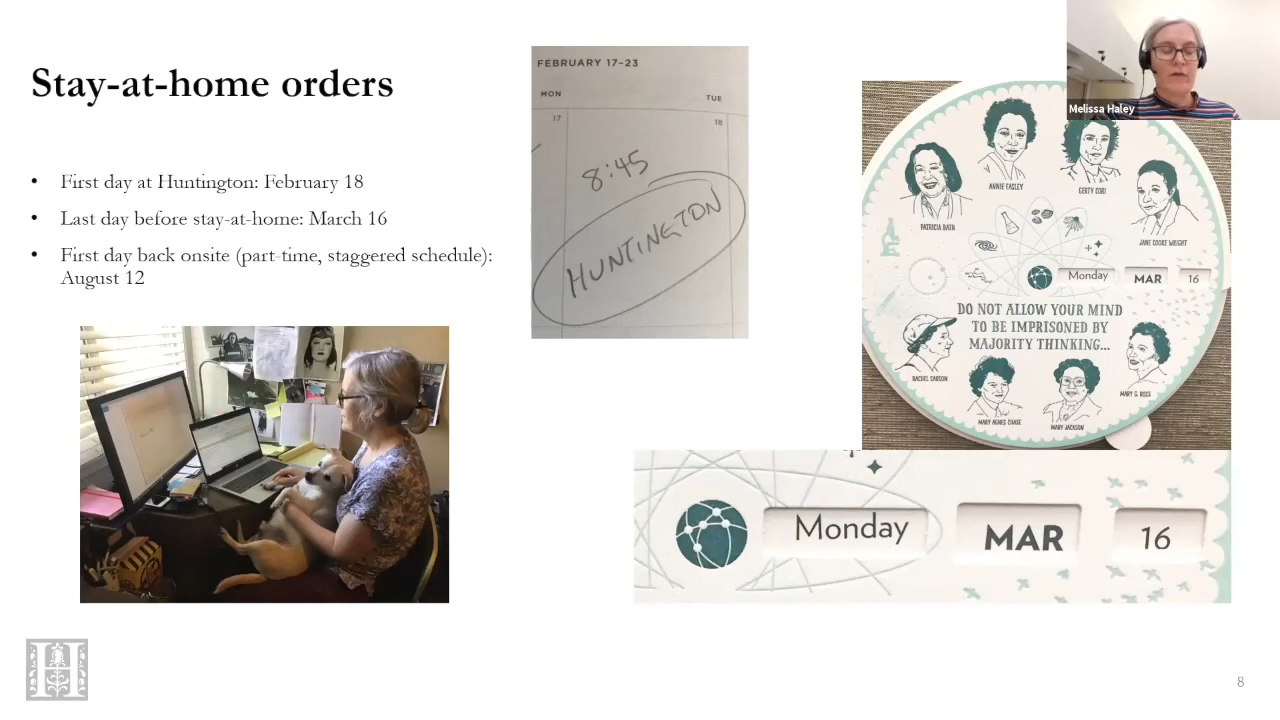 Stay-at-home orders
• First day at Huntington: February 18
• Last day before stay-at-home: March 16
• First day back onsite (part-time, staggered schedule):
August 12
FEBRUARY 17-23
MON TUE
17 18
8:45
HUNTINGTON
Melissa Haley
ANNIE EASLEY
GERTY CORI
PATRICIA BATH
JANE COOKE WRIGHT
Monday MAR 16
DO NOT ALLOW YOUR MIND
TO BE IMPRISONED BY
MAJORITY THINKING...
RACHEL CARSON
MARY G. ROSS
MARY AGNES CHASE
MARY JACKSON
Monday MAR 16
H
8